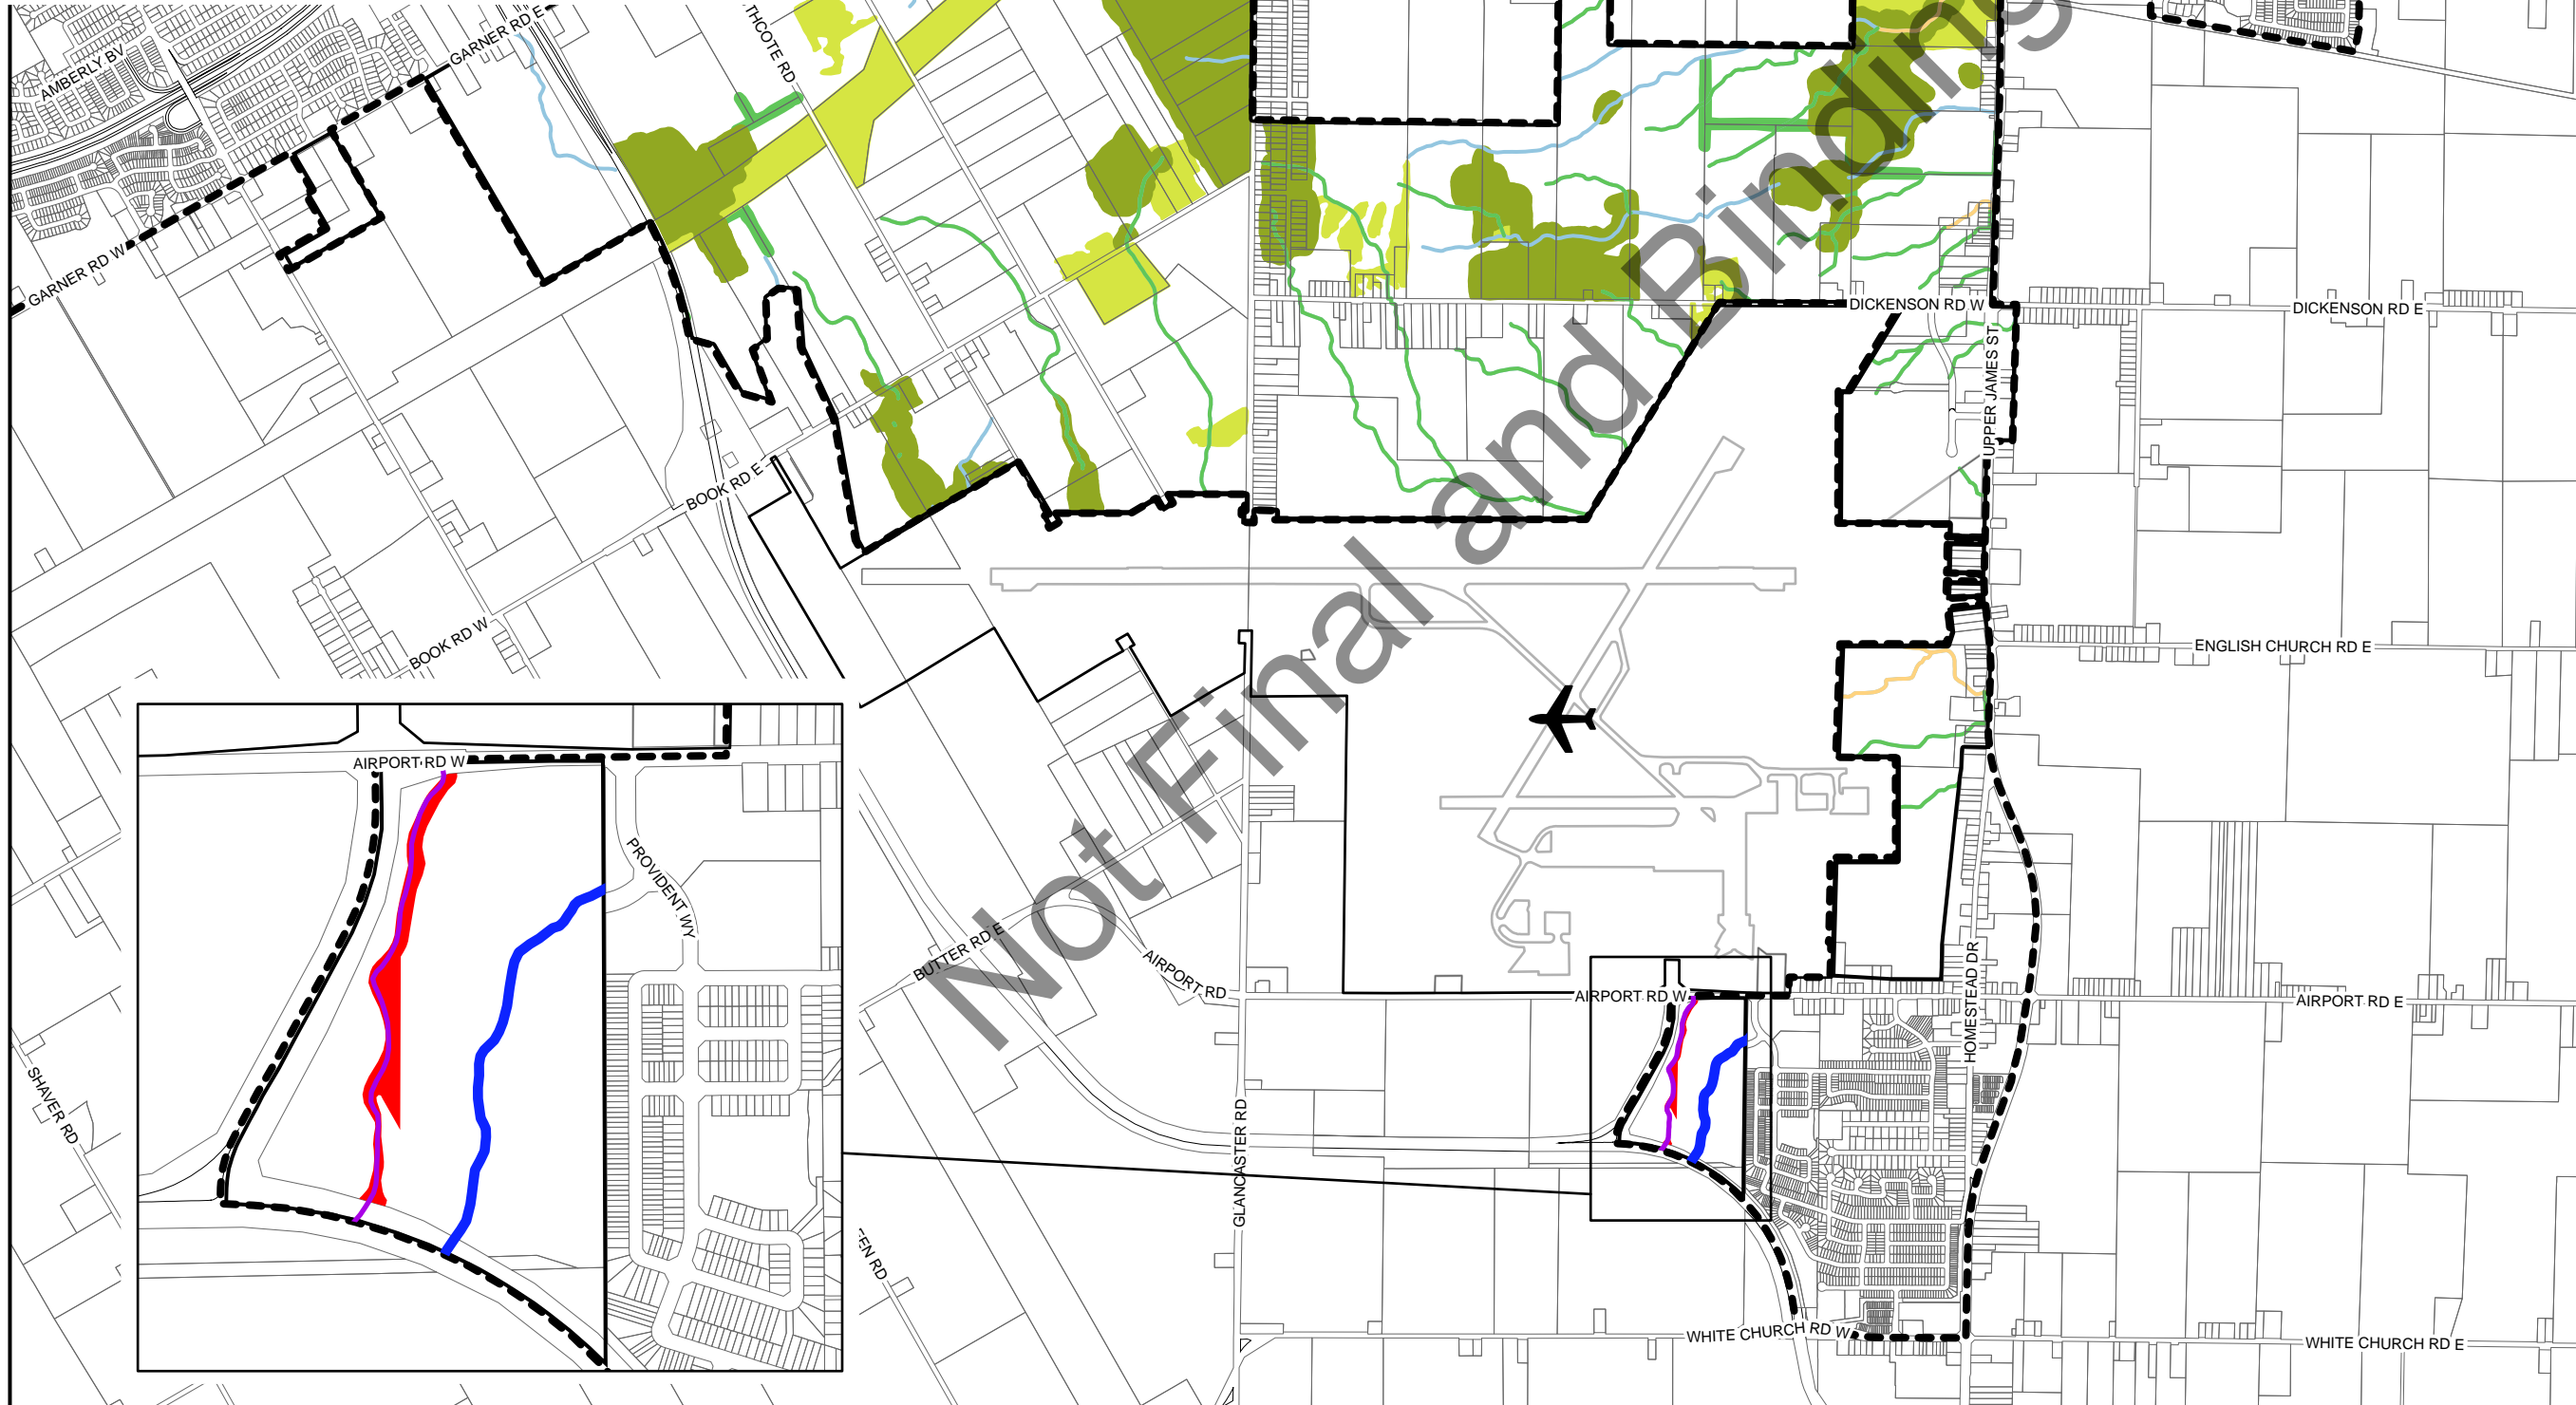 GARNER RD E
AMBERLY BV
GARNER RD W
DICKENSON RD W
DICKENSON RD E
UPPER JAMES ST
BOOK RD E
BOOK RD W
ENGLISH CHURCH RD E
Not Final and Binding
AIRPORT RD W
PROVIDENT WY
BUTTER RD E
AIRPORT RD
AIRPORT RD W
HOMESTEAD DR
AIRPORT RD E
SHAVER RD
GLANCASTER RD
WHITE CHURCH RD W
WHITE CHURCH RD E